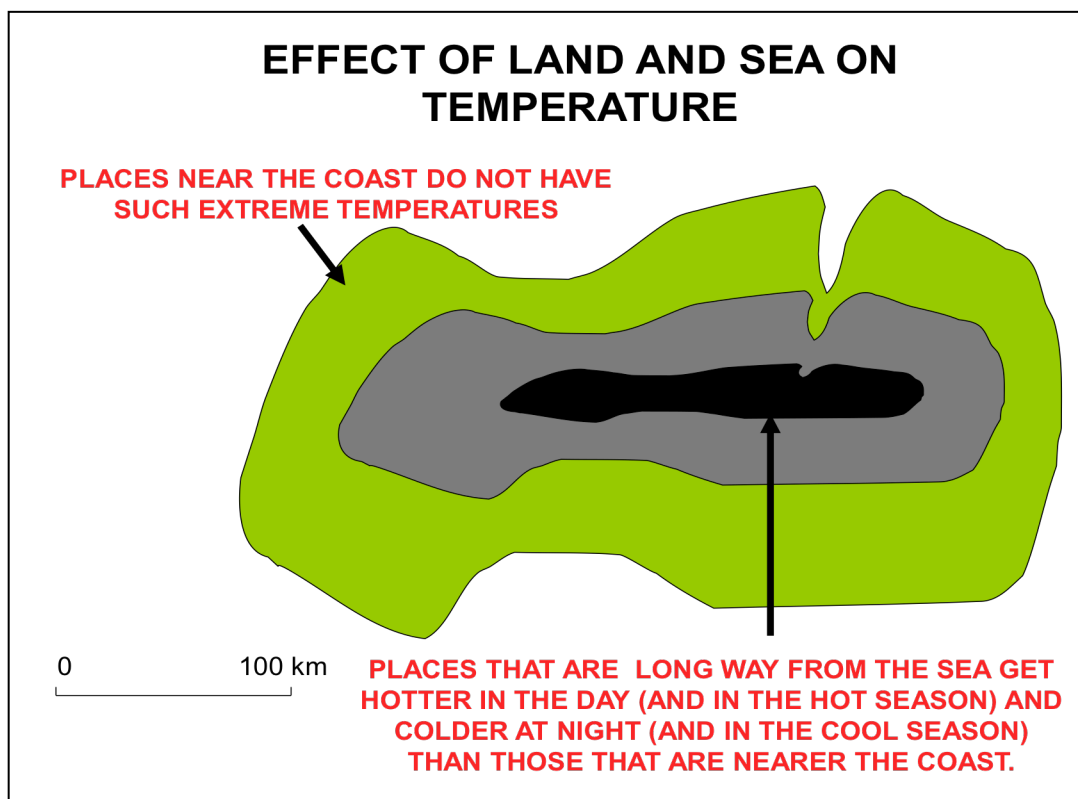 EFFECT OF LAND AND SEA ON
TEMPERATURE
PLACES NEAR THE COAST DO NOT HAVE
SUCH EXTREME TEMPERATURES
0 100 km
PLACES THAT ARE LONG WAY FROM THE SEA GET
HOTTER IN THE DAY (AND IN THE HOT SEASON) AND
COLDER AT NIGHT (AND IN THE COOL SEASON)
THAN THOSE THAT ARE NEARER THE COAST.